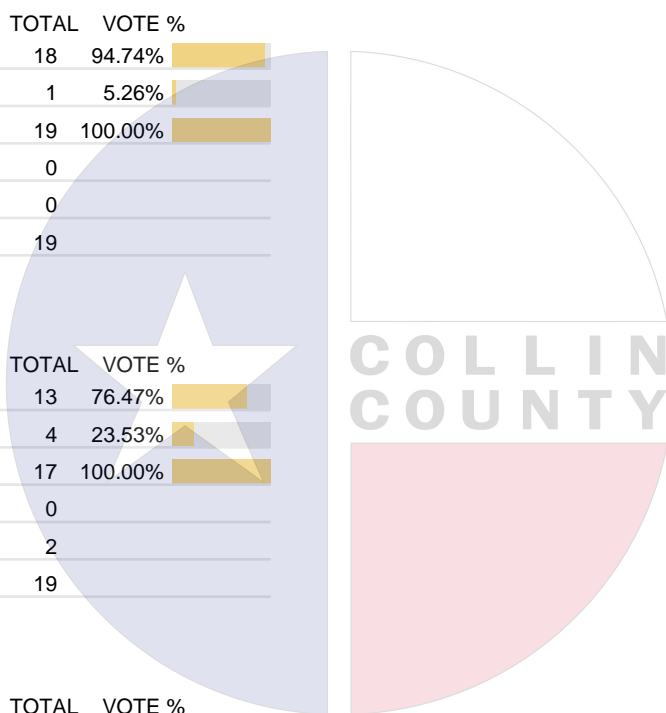 TOTAL VOTE %
18 94.74%
1 5.26%
19 100.00%
0
0
19
TOTAL VOTE %
13 76.47%
4 23.53%
17 100.00%
0
2
19
COLLIN
COUNTY
TOTAL VOTE %